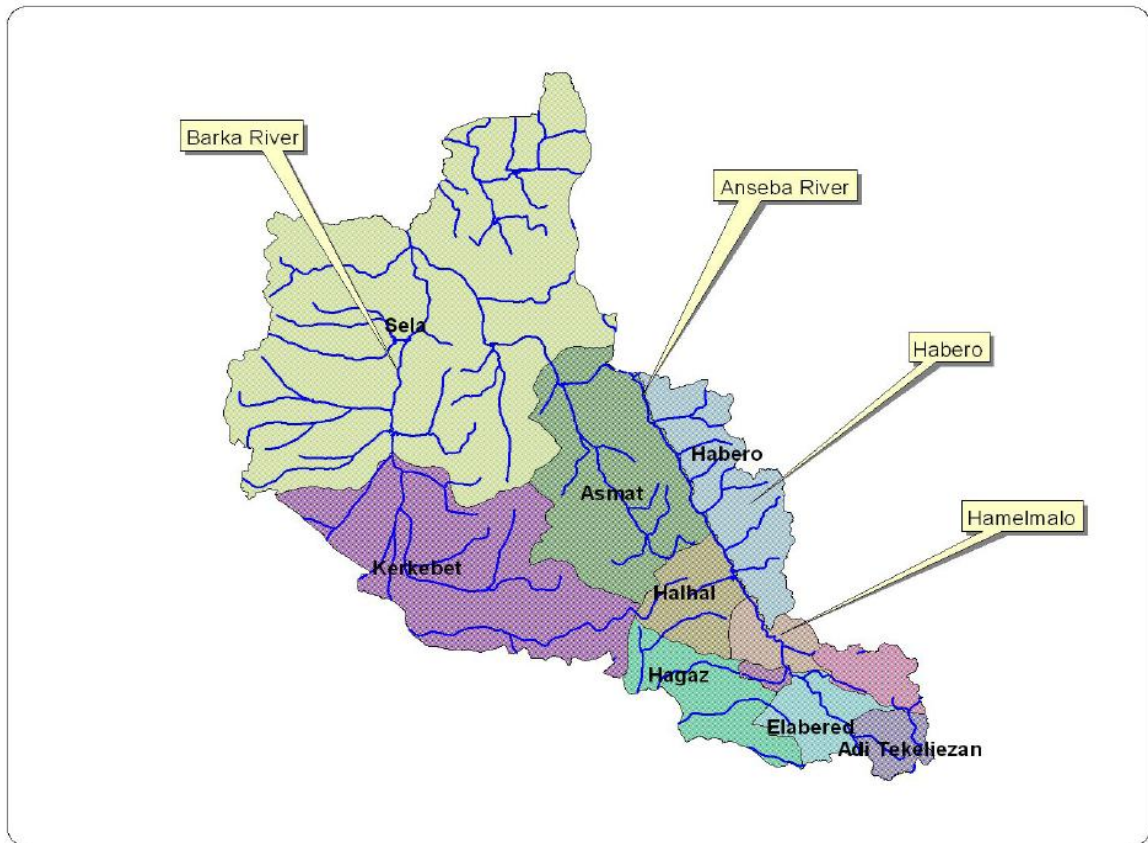 Barka River
Anseba River
Sela
Habero
Habero
Asmat
Hamelmalo
Kerkebet
Halhal
Hagaz
Elabered
Adi Tekeliezan